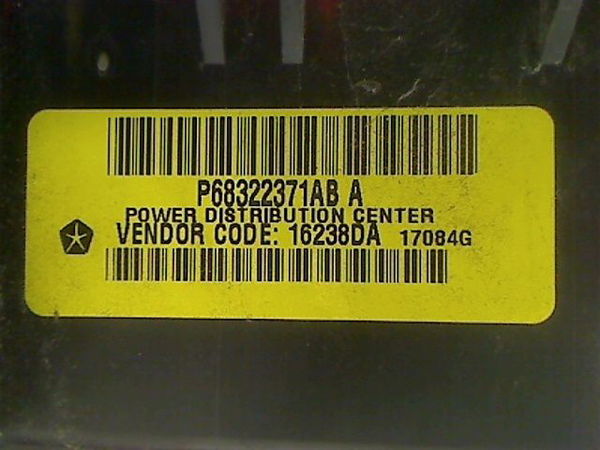 P68322371AB A
POWER DISTRIBUTION CENTER
VENDOR CODE: 16238DA 17084G